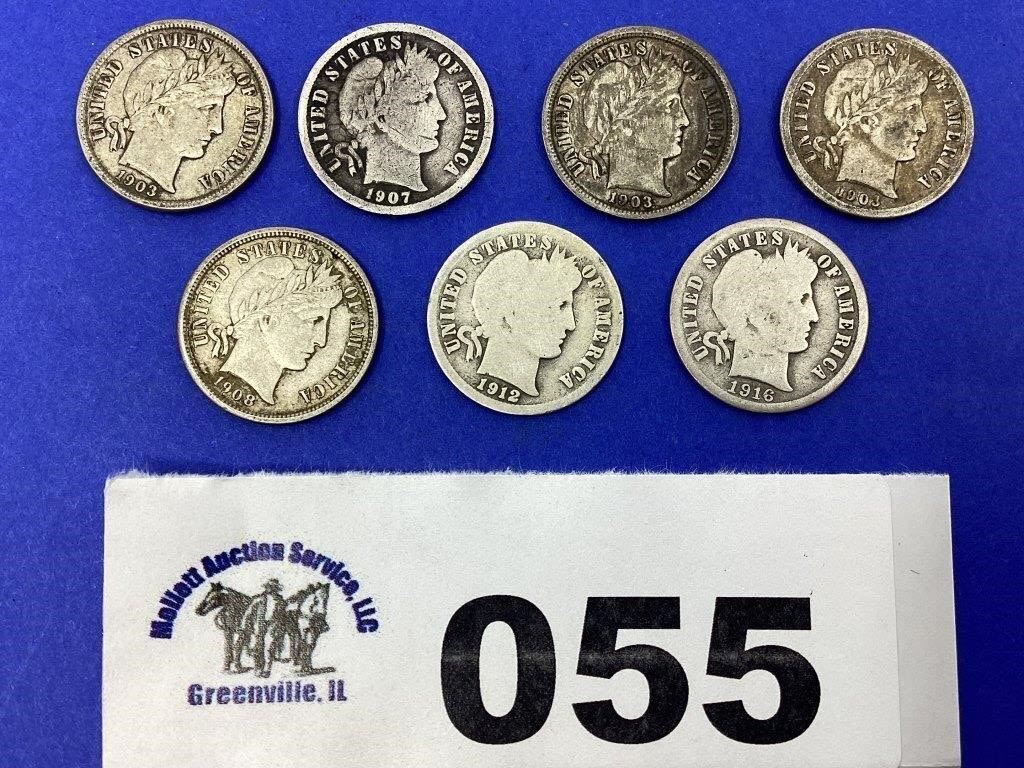 UNITED STATES OF AMERICA
1903
UNITED STATES OF AMERICA
1907
UNITED STATES OF AMERICA
1903
UNITED STATES OF AMERICA
1903
UNITED STATES OF AMERICA
1908
UNITED STATES OF AMERICA
1912
UNITED STATES OF AMERICA
1916
Mollett Auction Service, LLC
Greenville, IL
055